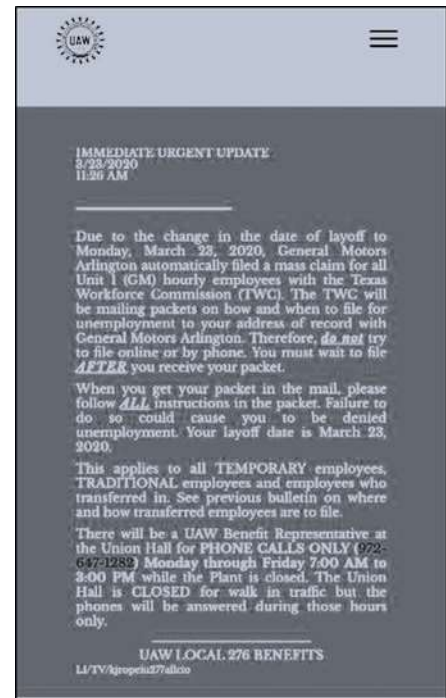 UAW
IMMEDIATE URGENT UPDATE
3/23/2020
11:26 AM
Due to the change in the date of layoff to
Monday, March 23, 2020, General Motors
Arlington automatically filed a mass claim for all
Unit 1 (GM) hourly employees with the Texas
Workforce Commission (TWC). The TWC will
be mailing packets on how and when to file for
unemployment to your address of record with
General Motors Arlington. Therefore, do not try
to file online or by phone. You must wait to file
AFTER you receive your packet.
When you get your packet in the mail, please
follow ALL instructions in the packet. Failure to
do so could cause you to be denied
unemployment. Your layoff date is March 23,
2020.
This applies to all TEMPORARY employees,
TRADITIONAL employees and employees who
transferred in. See previous bulletin on where
and how transferred employees are to file.
There will be a UAW Benefit Representative at
the Union Hall for PHONE CALLS ONLY (972-
647-1282) Monday through Friday 7:00 AM to
3:00 PM while the Plant is closed. The Union
Hall is CLOSED for walk in traffic but the
phones will be answered during those hours
only.
UAW LOCAL 276 BENEFITS